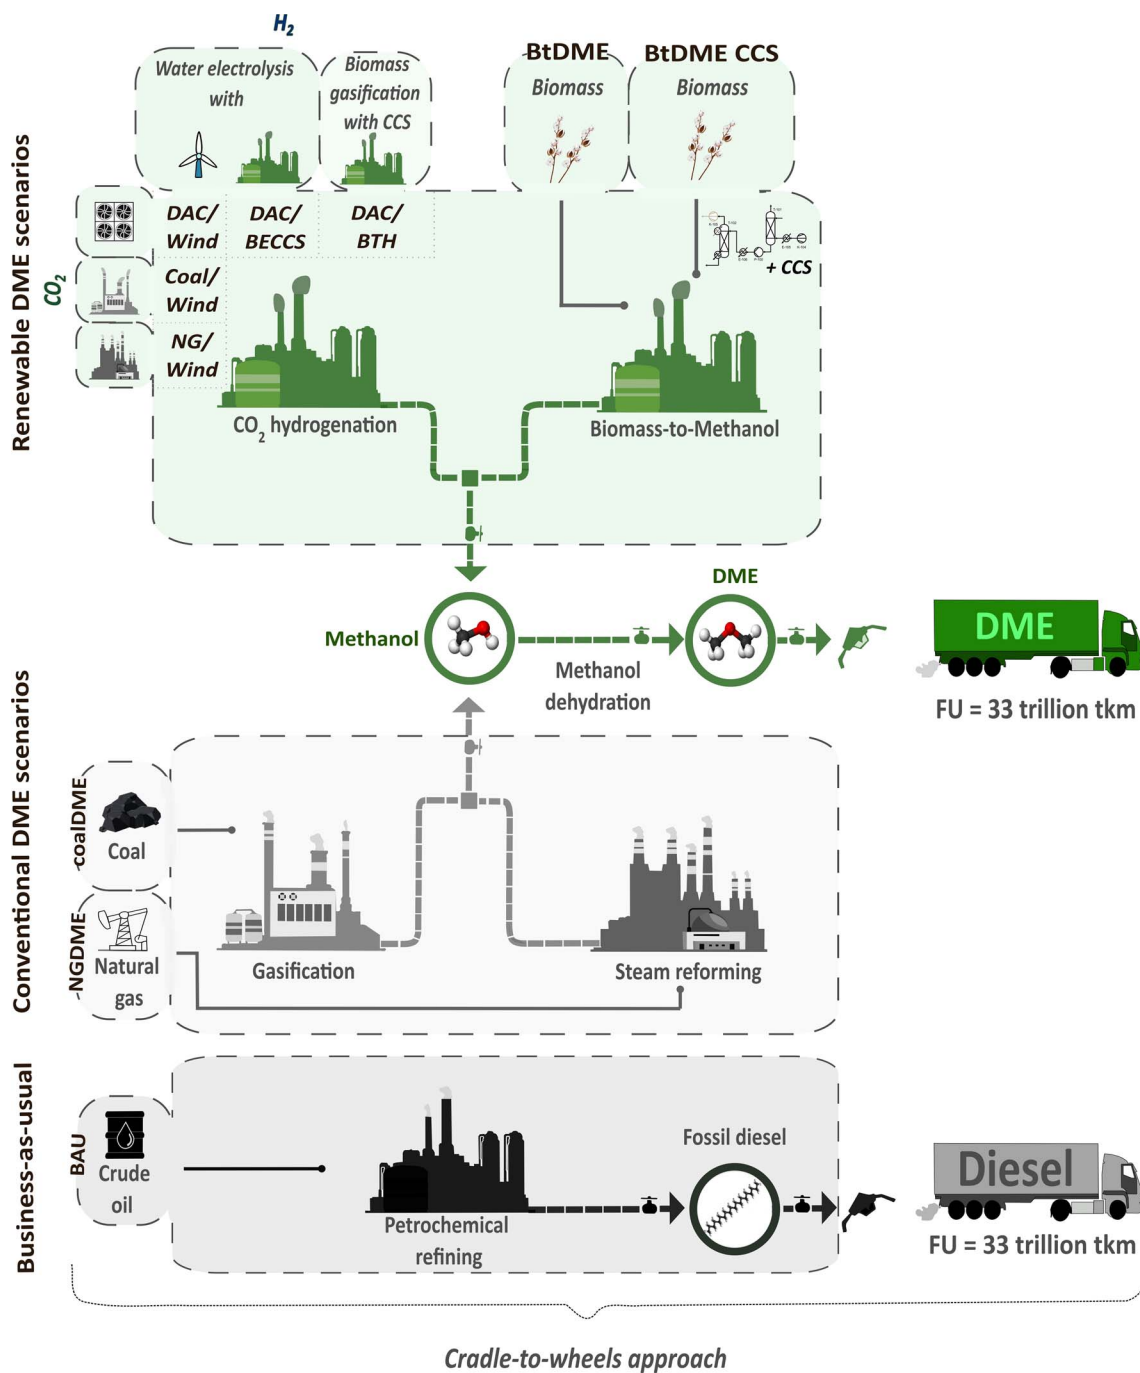 H2
Water electrolysis
with
Biomass
gasification
with CCS
BtDME
Biomass
BtDME CCS
Biomass
Renewable DME scenarios
CO2
DAC/
Wind
DAC/
BECCS
DAC/
BTH
Coal/
Wind
NG/
Wind
+ CCS
CO2 hydrogenation
Biomass-to-Methanol
Methanol
Methanol
dehydration
DME
DME
FU = 33 trillion tkm
Conventional DME scenarios
coalDME
Coal
NGDME
Natural
gas
Gasification
Steam reforming
Business-as-usual
BAU
Crude
oil
Petrochemical
refining
Fossil diesel
Diesel
FU = 33 trillion tkm
Cradle-to-wheels approach